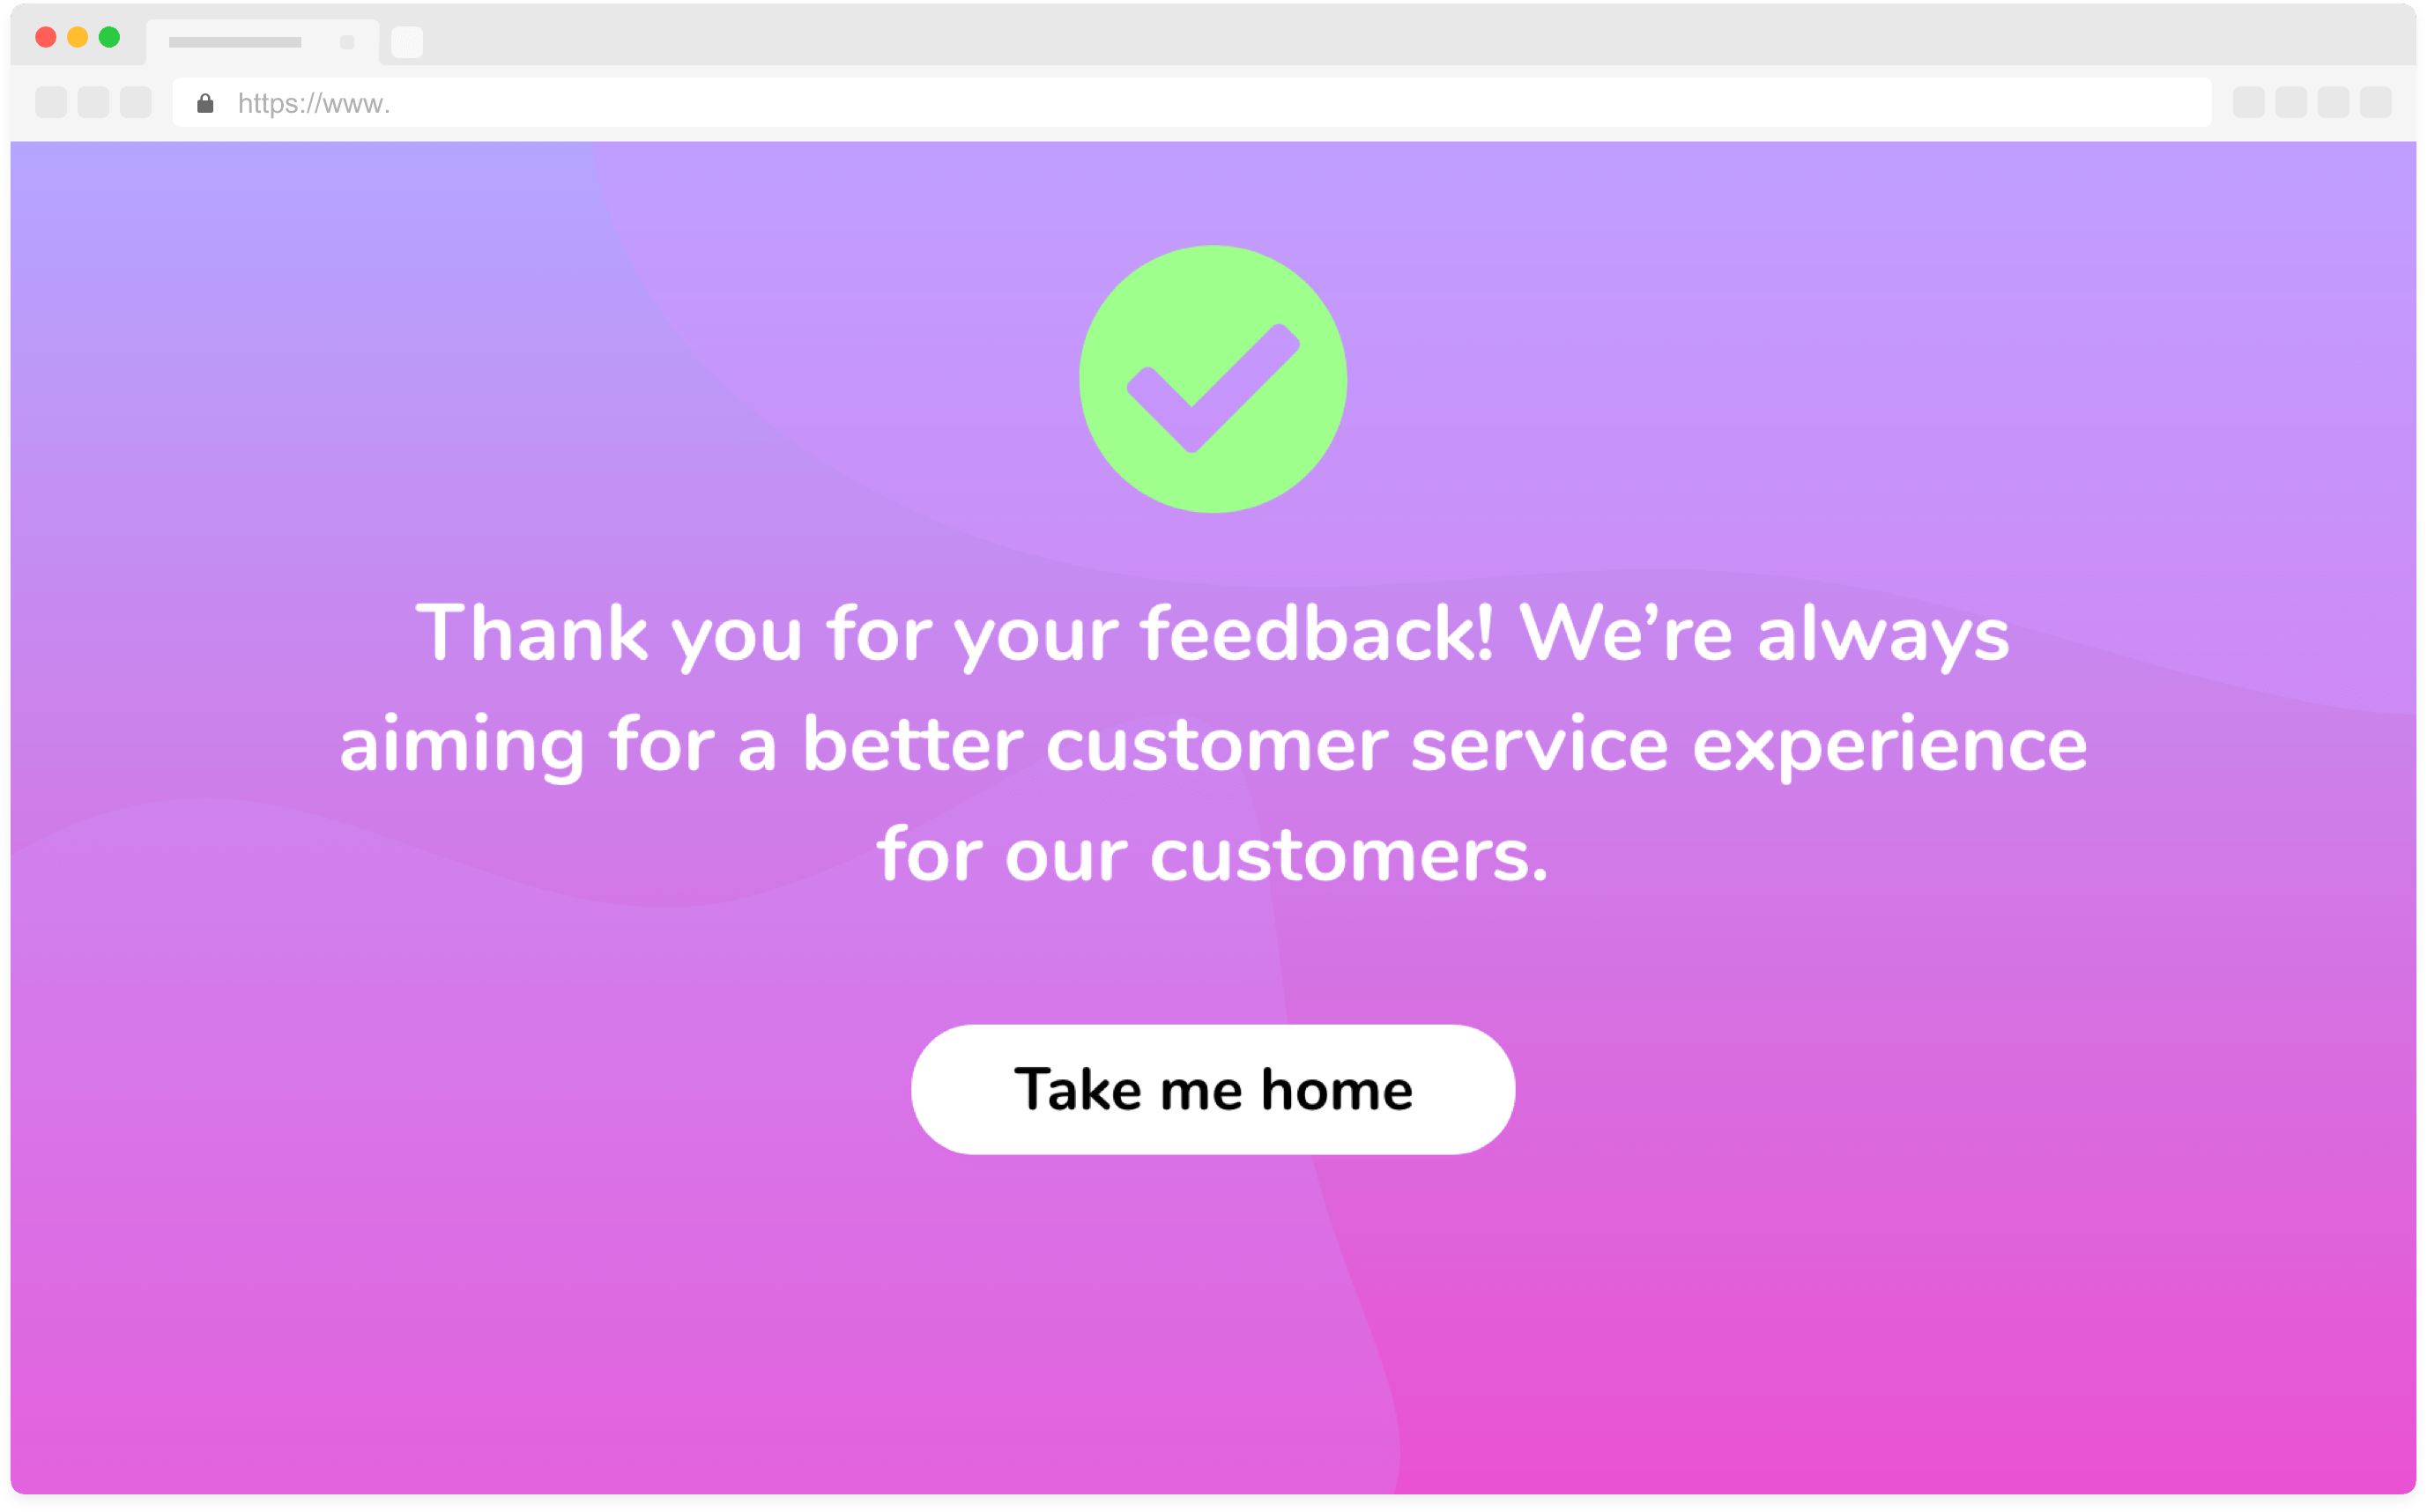 https://www.
Thank you for your feedback! We’re always
aiming for a better customer service experience
for our customers.
Take me home